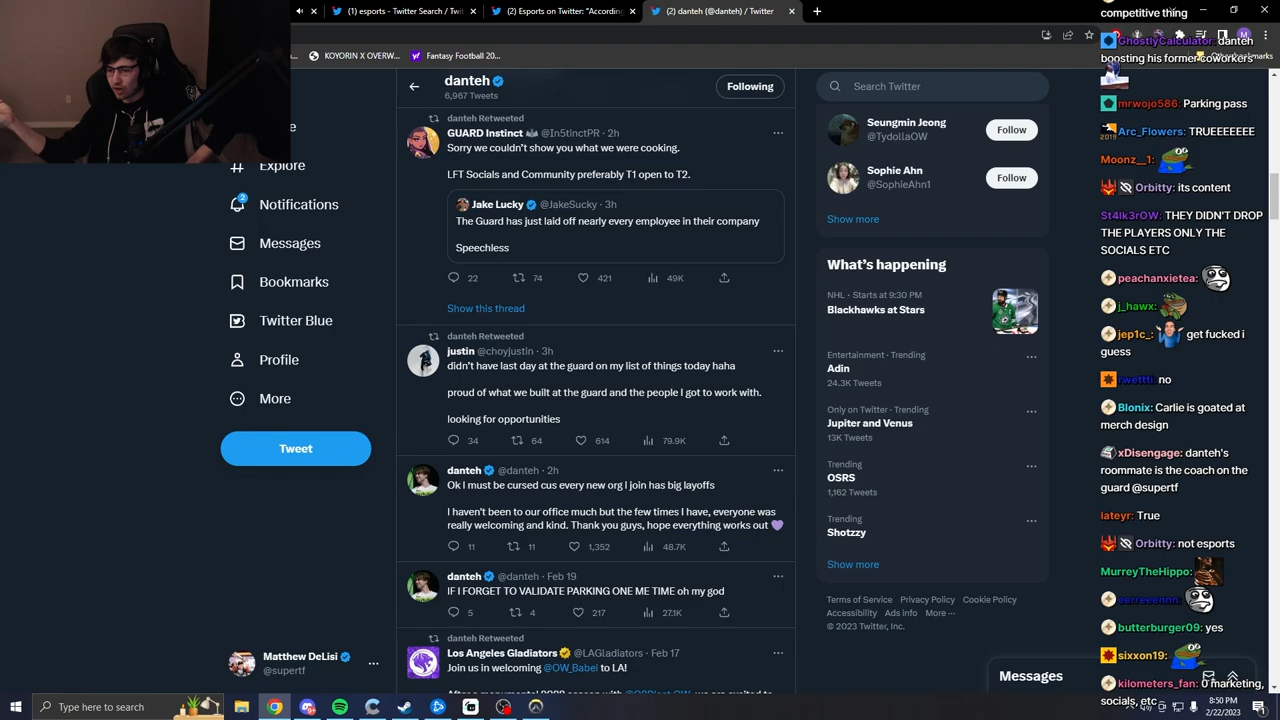 (1) espings - Twitter Search / Twit
(2) Esports Tweets: "According
(2) danteh (@danteh) / Twitter
KOYORIN X OVERW...
Fantasy Football 20...
danteh
6,967 Tweets
Following
Explore
Notifications
2
Messages
Bookmarks
Twitter Blue
Profile
More
Tweet
Matthew DeLisi
@supertf
danteh Retweeted
GUARD Instinct @In5tinctPR · 2h
Sorry we couldn't show you what we were cooking.
LFT Socials and Community preferably T1 open to T2.
Jake Lucky @JakeSucky · 3h
The Guard has just laid off nearly every employee in their company
Speechless
22 74 421 49K
Show this thread
danteh Retweeted
justin @choyjustin · 3h
didn't have last day at the guard on my list of things today haha
proud of what we built at the guard and the people I got to work with.
looking for opportunities
34 64 614 79.9K
danteh @danteh · 2h
Ok I must be cursed cus every new org I join has big layoffs
I haven't been to our office much but the few times I have, everyone was
really welcoming and kind. Thank you guys, hope everything works out
11 11 1,352 48.7K
danteh @danteh · Feb 19
IF I FORGET TO VALIDATE PARKING ONE ME TIME oh my god
5 4 217 27.1K
danteh Retweeted
Los Angeles Gladiators @LAGladiators · Feb 17
Join us in welcoming @OW_Babel to LA!
Search Twitter
Seungmin Jeong
@TydollaOW
Follow
Sophie Ahn
@SophieAhn1
Follow
Show more
What's happening
NHL · Starts at 9:30 PM
Blackhawks at Stars
Entertainment · Trending
Adin
24.3K Tweets
Only on Twitter · Trending
Jupiter and Venus
13K Tweets
Trending
OSRS
1,162 Tweets
Trending
Shotzzy
Show more
Terms of Service Privacy Policy Cookie Policy
Accessibility Ads info More ···
© 2023 Twitter, Inc.
Messages
competitive thing
GhostlyCalculator: danteh
boosting his former coworkers
mrwojo586: Parking pass
Arc_Flowers: TRUEEEEEE
Moonz__1:
Orbitty: its content
St4lk3rOW: THEY DIDN'T DROP
THE PLAYERS ONLY THE
SOCIALS ETC
peachanxietea:
j_hawx:
jep1c_: get fucked i
guess
rwettti: no
Blonix: Carlie is goated at
merch design
xDisengage: danteh's
roommate is the coach on the
guard @supertf
lateyr: True
Orbitty: not esports
MurreyTheHippo:
eerreeennn:
butterburger09: yes
sixxon19:
kilometers_fan: 0 marketing,
socials, etc
Type here to search
8:50 PM
2/22/2023